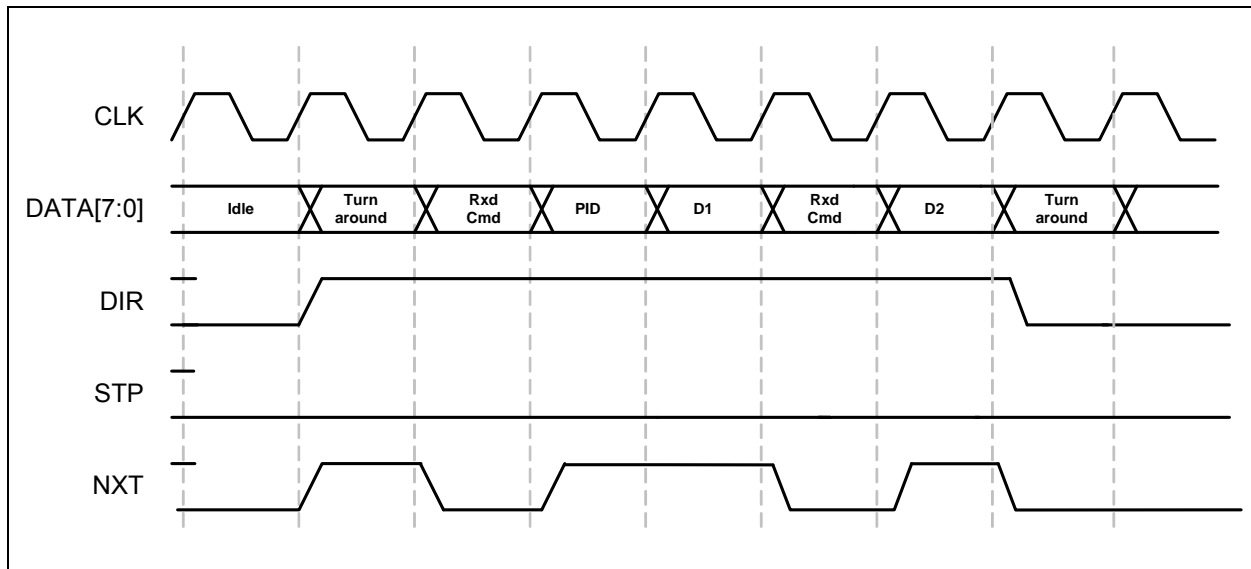 CLK
DATA[7:0]
Idle
Turn
around
Rxd
Cmd
PID
D1
Rxd
Cmd
D2
Turn
around
DIR
STP
NXT